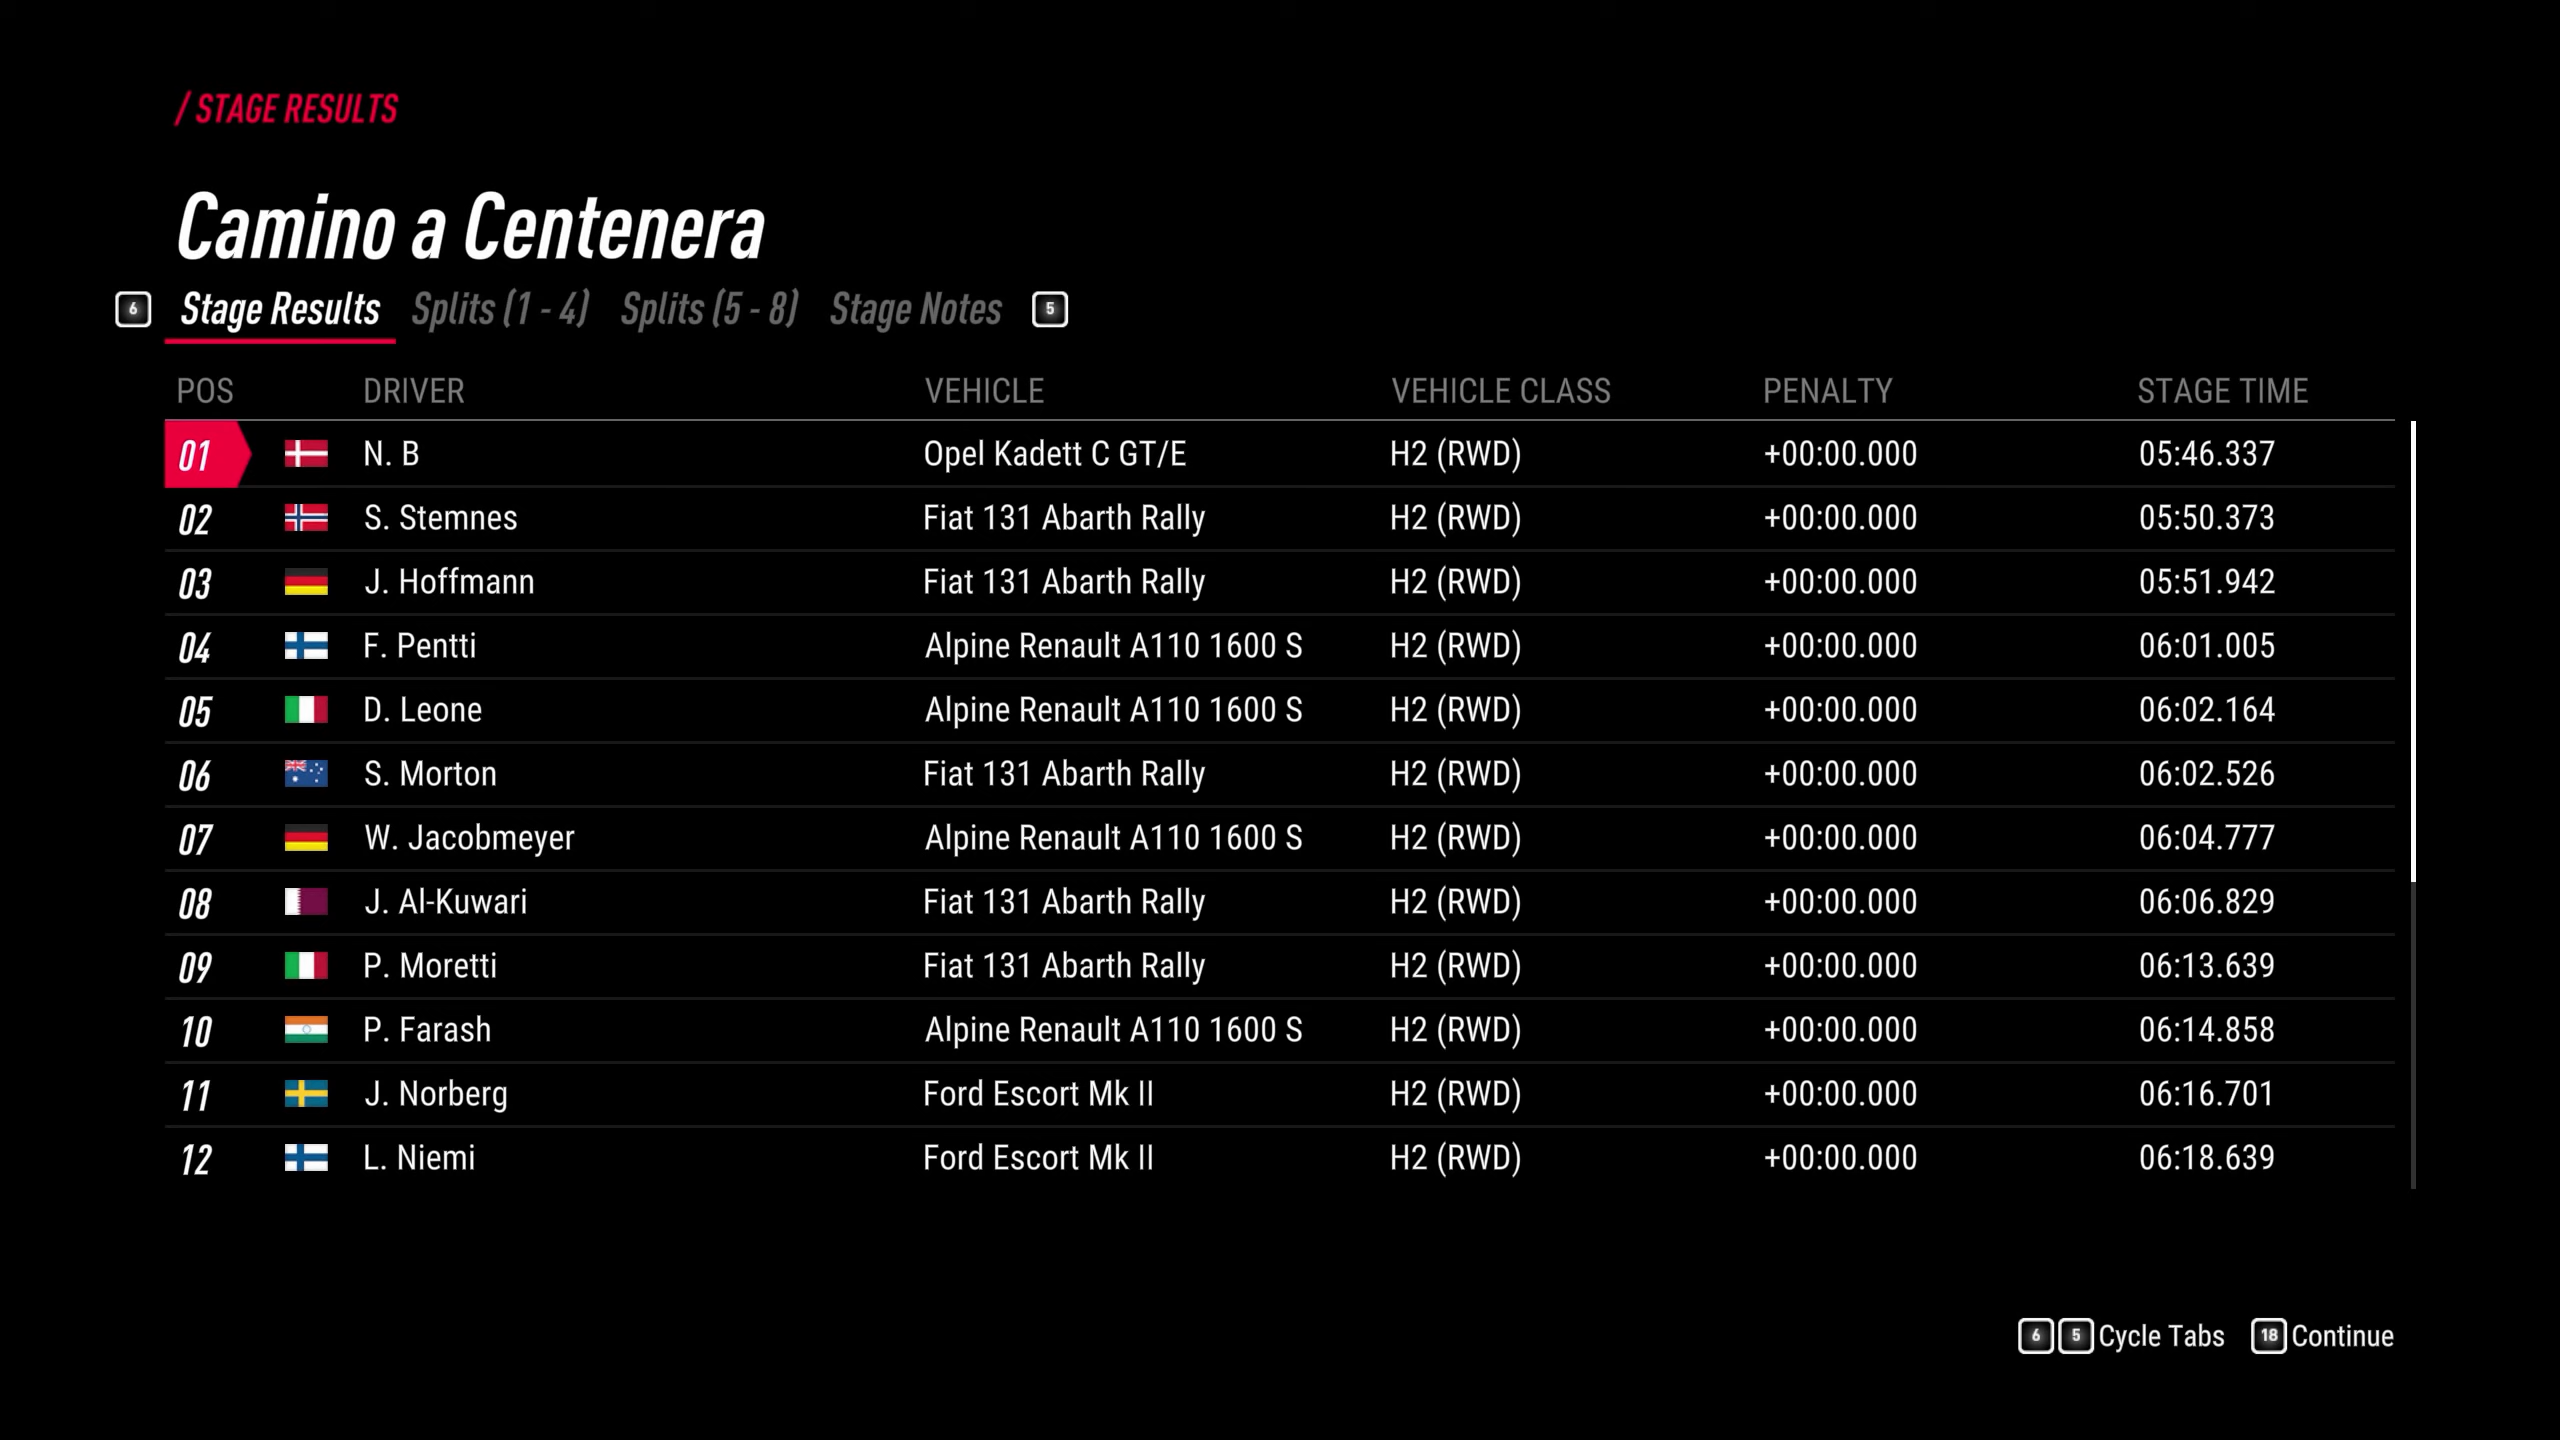 / STAGE RESULTS
Camino a Centenera
6 Stage Results Splits (1 - 4) Splits (5 - 8) Stage Notes 5
POS DRIVER VEHICLE VEHICLE CLASS PENALTY STAGE TIME
01 N. B Opel Kadett C GT/E H2 (RWD) +00:00.000 05:46.337
02 S. Stemnes Fiat 131 Abarth Rally H2 (RWD) +00:00.000 05:50.373
03 J. Hoffmann Fiat 131 Abarth Rally H2 (RWD) +00:00.000 05:51.942
04 F. Pentti Alpine Renault A110 1600 S H2 (RWD) +00:00.000 06:01.005
05 D. Leone Alpine Renault A110 1600 S H2 (RWD) +00:00.000 06:02.164
06 S. Morton Fiat 131 Abarth Rally H2 (RWD) +00:00.000 06:02.526
07 W. Jacobmeyer Alpine Renault A110 1600 S H2 (RWD) +00:00.000 06:04.777
08 J. Al-Kuwari Fiat 131 Abarth Rally H2 (RWD) +00:00.000 06:06.829
09 P. Moretti Fiat 131 Abarth Rally H2 (RWD) +00:00.000 06:13.639
10 P. Farash Alpine Renault A110 1600 S H2 (RWD) +00:00.000 06:14.858
11 J. Norberg Ford Escort Mk II H2 (RWD) +00:00.000 06:16.701
12 L. Niemi Ford Escort Mk II H2 (RWD) +00:00.000 06:18.639
6 5 Cycle Tabs 18 Continue